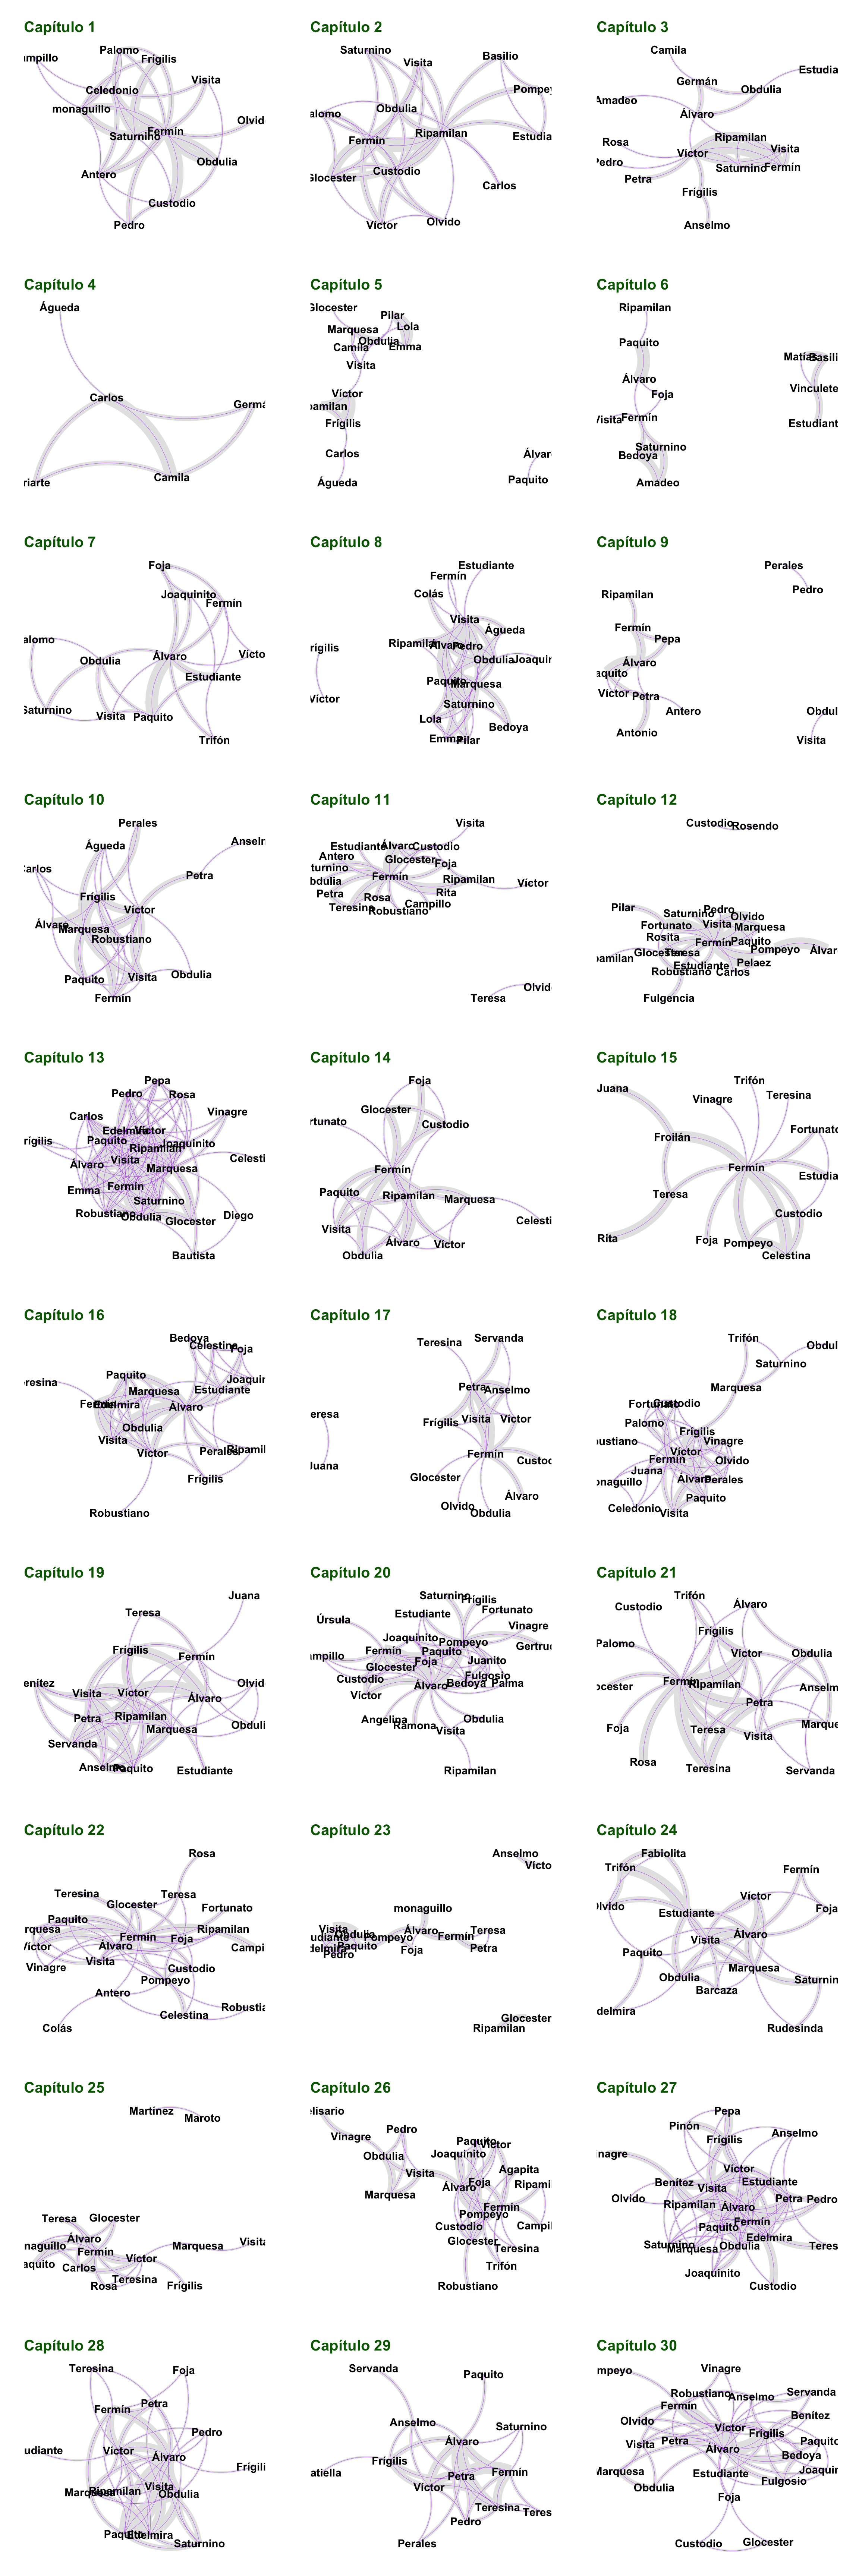 Capítulo 1
mpillo
Palomo
Frígilis
Visita
Celedonio
monaguillo
Olvid
Saturnino
Fermín
Obdulia
Antero
Custodio
Pedro
Capítulo 2
Saturnino
Visita
Basilio
Pompey
Obdulia
alomo
Ripamilan
Fermín
Estudia
Custodio
Glocester
Carlos
Víctor
Olvido
Capítulo 3
Camila
Estudia
Germán
Obdulia
Amadeo
Álvaro
Rosa
Ripamilan
Víctor
Visita
Pedro
Saturnino
Fermín
Petra
Frígilis
Anselmo
Capítulo 4
Águeda
Carlos
Germá
riarte
Camila
Capítulo 5
Glocester
Pilar
Marquesa
Lola
Obdulia
Camila
Emma
Visita
Víctor
pamilan
Frígilis
Carlos
Álvar
Águeda
Paquito
Capítulo 6
Ripamilan
Paquito
Matías
Basili
Álvaro
Foja
Vinculete
Visita
Fermín
Estudiant
Saturnino
Bedoya
Amadeo
Capítulo 7
Foja
Joaquinito
Fermín
alomo
Álvaro
Obdulia
Vícto
Estudiante
Saturnino
Visita
Paquito
Trifón
Capítulo 8
Estudiante
Fermín
Colás
Visita
Águeda
Ripamilán
Álvaro
Pedro
rígilis
Obdulia
Joaquin
Paquito
Marquesa
Víctor
Saturnino
Lola
Bedoya
Emma
Pilar
Capítulo 9
Perales
Ripamilan
Pedro
Fermín
Pepa
Álvaro
aquito
Víctor
Petra
Antero
Obdul
Antonio
Visita
Capítulo 10
Perales
Águeda
Anseln
Carlos
Petra
Frígilis
Víctor
Álvaro
Marquesa
Robustiano
Paquito
Visita
Obdulia
Fermín
Capítulo 11
Visita
Estudiante
Álvaro
Custodio
Antero
Glocester
Foja
turnino
Fermín
Ripamilan
Víctor
bdulia
Petra
Rosa
Rita
Teresina
Campillo
Robustiano
Teresa
Olvid
Capítulo 12
Custodio
Rosendo
Pilar
Pedro
Saturnino
Olvido
Fortunato
Visita
Marquesa
Rosita
Fermín
Paquito
Glocester
Teresa
Pompeyo
Álvar
pamilan
Estudiante
Pelaez
Robustiano
Carlos
Fulgencia
Capítulo 13
Pepa
Pedro
Rosa
Vinagre
Carlos
Edelmira
Víctor
rígilis
Paquito
Joaquinito
Ripamilan
Visita
Celesti
Álvaro
Marquesa
Emma
Fermín
Saturnino
Robustiano
Obdulia
Glocester
Diego
Bautista
Capítulo 14
Foja
Glocester
rtunato
Custodio
Fermín
Paquito
Ripamilan
Marquesa
Visita
Celesti
Obdulia
Álvaro
Víctor
Capítulo 15
Juana
Trifón
Vinagre
Teresina
Froilán
Fortunato
Fermín
Estudia
Teresa
Custodio
Rita
Foja
Pompeyo
Celestina
Capítulo 16
Bedoya
Celestina
Foja
eresina
Paquito
Joaquin
Marquesa
Estudiante
Fermín
Edelmira
Álvaro
Obdulia
Visita
Víctor
Perales
Ripamil
Frígilis
Robustiano
Capítulo 17
Teresina
Servanda
Petra
Anselmo
eresa
Frígilis
Visita
Víctor
Fermín
Juana
Custoc
Glocester
Álvaro
Olvido
Obdulia
Capítulo 18
Trifón
Obdul
Saturnino
Marquesa
Fortunato
Custodio
Palomo
Frígilis
bustiano
Vinagre
Víctor
Fermín
Olvido
Juana
Álvaro
Perales
onaguillo
Paquito
Celedonio
Visita
Capítulo 19
Juana
Teresa
Frígilis
Fermín
enítez
Visita
Víctor
Álvaro
Olvid
Petra
Ripamilan
Marquesa
Obduli
Servanda
Anselmo
Paquito
Estudiante
Capítulo 20
Saturnino
Frígilis
Úrsula
Estudiante
Fortunato
Vinagre
Joaquinito
Pompeyo
Gertruc
ampillo
Fermín
Paquito
Glocester
Foja
Juanito
Custodio
Fulgosio
Álvaro
Bedoya
Palma
Víctor
Angelina
Ramona
Obdulia
Visita
Ripamilan
Capítulo 21
Trifón
Custodio
Álvaro
Frígilis
Palomo
Víctor
Obdulia
ocester
Fermín
Ripamilan
Anselm
Petra
Foja
Teresa
Visita
Marque
Rosa
Teresina
Servanda
Capítulo 22
Rosa
Teresina
Teresa
Glocester
Fortunato
Paquito
rquesa
Fermín
Ripamilan
Foja
Víctor
Álvaro
Campi
Vinagre
Visita
Custodio
Pompeyo
Antero
Celestina
Robustia
Colás
Capítulo 23
Anselmo
Vícto
monaguillo
Visita
Obdulia
Álvaro
Teresa
udiante
Pompeyo
Fermín
delmira
Paquito
Foja
Petra
Pedro
Glocester
Ripamilan
Capítulo 24
Fabiolita
Trifón
Fermín
Olvido
Víctor
Foja
Estudiante
Visita
Álvaro
Paquito
Marquesa
Obdulia
Saturnin
Barcaza
delmira
Rudesinda
Capítulo 25
Martínez
Maroto
Teresa
Glocester
Álvaro
naguillo
Fermín
Marquesa
Visita
aquito
Carlos
Víctor
Rosa
Teresina
Frígilis
Capítulo 26
elisario
Vinagre
Pedro
Paquito
Víctor
Joaquinito
Obdulia
Visita
Agapita
Foja
Marquesa
Álvaro
Ripami
Fermín
Pompeyo
Custodio
Campil
Glocester
Teresina
Trifón
Robustiano
Capítulo 27
Pepa
Pinón
Anselmo
Frígilis
inagre
Víctor
Benítez
Estudiante
Visita
Olvido
Ripamilan
Álvaro
Petra
Pedro
Paquito
Fermín
Edelmira
Saturnino
Marquesa
Obdulia
Teres
Joaquinito
Custodio
Capítulo 28
Teresina
Foja
Fermín
Petra
Pedro
udiante
Víctor
Álvaro
Frígili
Marquesa
Ripamilan
Visita
Obdulia
Paquito
Edelmira
Saturnino
Capítulo 29
Servanda
Paquito
Anselmo
Saturnino
Álvaro
Frígilis
atiella
Petra
Fermín
Víctor
Teresina
Teres
Pedro
Perales
Capítulo 30
mpeyo
Vinagre
Robustiano
Anselmo
Servanda
Fermín
Olvido
Víctor
Frígilis
Benítez
Visita
Petra
Álvaro
Paquito
Bedoya
Marquesa
Estudiante
Joaquin
Obdulia
Fulgosio
Foja
Custodio
Glocester